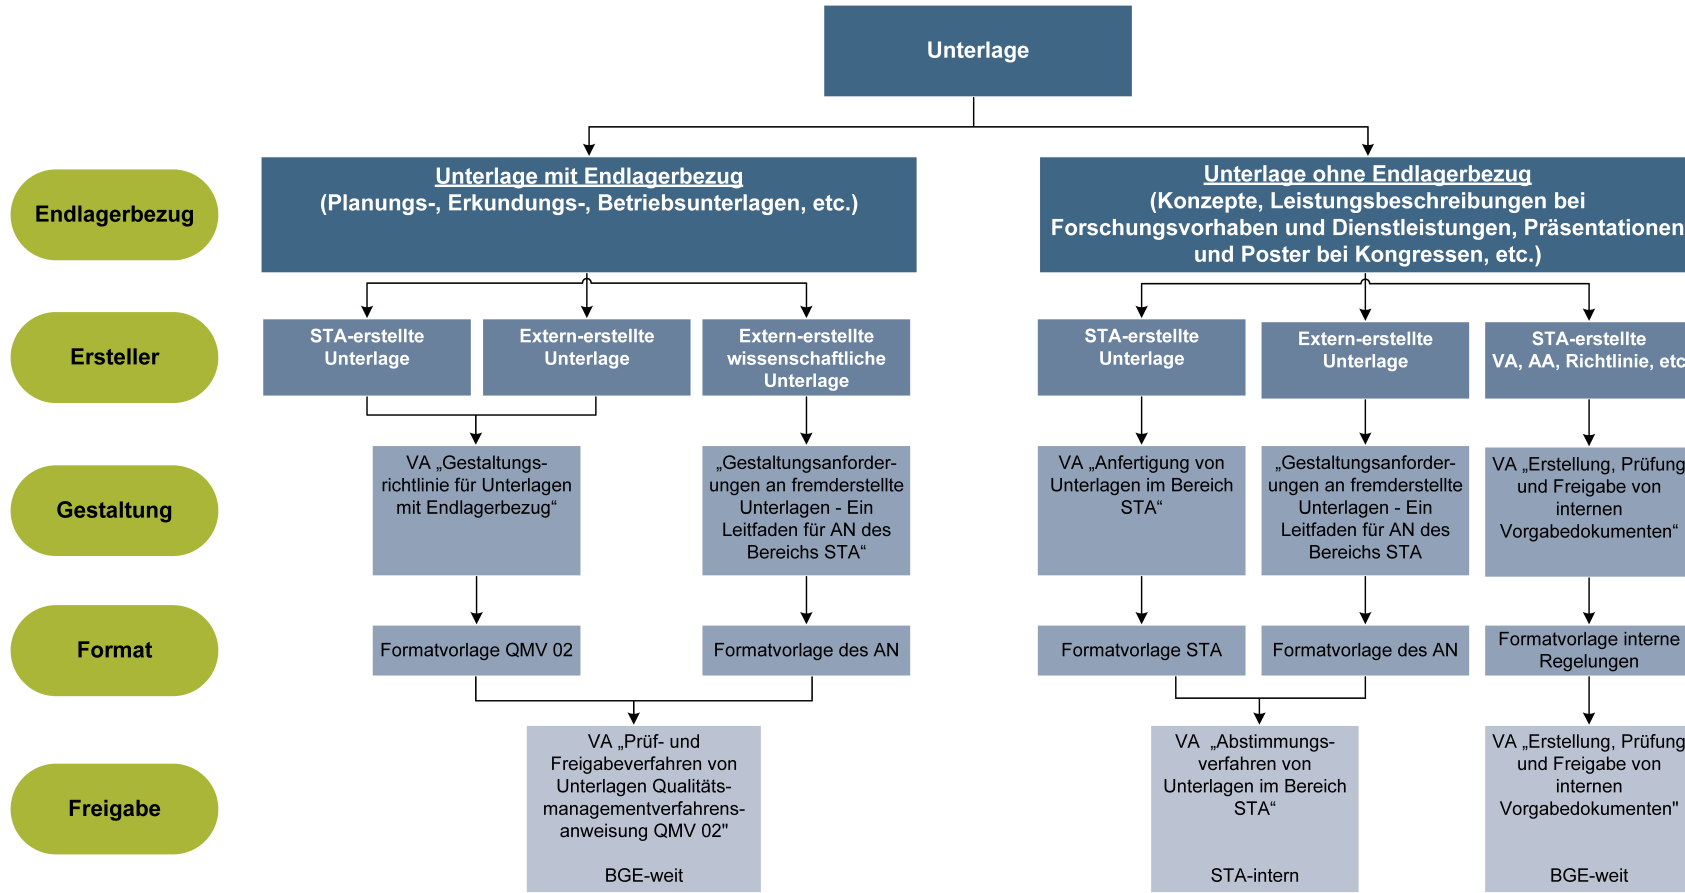 Unterlage
Endlagerbezug
Unterlage mit Endlagerbezug
(Planungs-, Erkundungs-, Betriebsunterlagen, etc.)
Unterlage ohne Endlagerbezug
(Konzepte, Leistungsbeschreibungen bei
Forschungsvorhaben und Dienstleistungen, Präsentationen
und Poster bei Kongressen, etc.)
Ersteller
STA-erstellte
Unterlage
Extern-erstellte
Unterlage
Extern-erstellte
wissenschaftliche
Unterlage
STA-erstellte
Unterlage
Extern-erstellte
Unterlage
STA-erstellte
VA, AA, Richtlinie, etc
Gestaltung
VA „Gestaltungs-
richtlinie für Unterlagen
mit Endlagerbezug“
„Gestaltungsanforder-
ungen an fremderstellte
Unterlagen - Ein
Leitfaden für AN des
Bereichs STA“
VA „Anfertigung von
Unterlagen im Bereich
STA“
„Gestaltungsanforder-
ungen an fremderstellte
Unterlagen - Ein
Leitfaden für AN des
Bereichs STA
VA „Erstellung, Prüfung
und Freigabe von
internen
Vorgabedokumenten“
Format
Formatvorlage QMV 02
Formatvorlage des AN
Formatvorlage STA
Formatvorlage des AN
Formatvorlage interne
Regelungen
Freigabe
VA „Prüf- und
Freigabeverfahren von
Unterlagen Qualitäts-
managementverfahrens-
anweisung QMV 02"
BGE-weit
VA „Abstimmungs-
verfahren von
Unterlagen im Bereich
STA“
STA-intern
VA „Erstellung, Prüfung
und Freigabe von
internen
Vorgabedokumenten"
BGE-weit